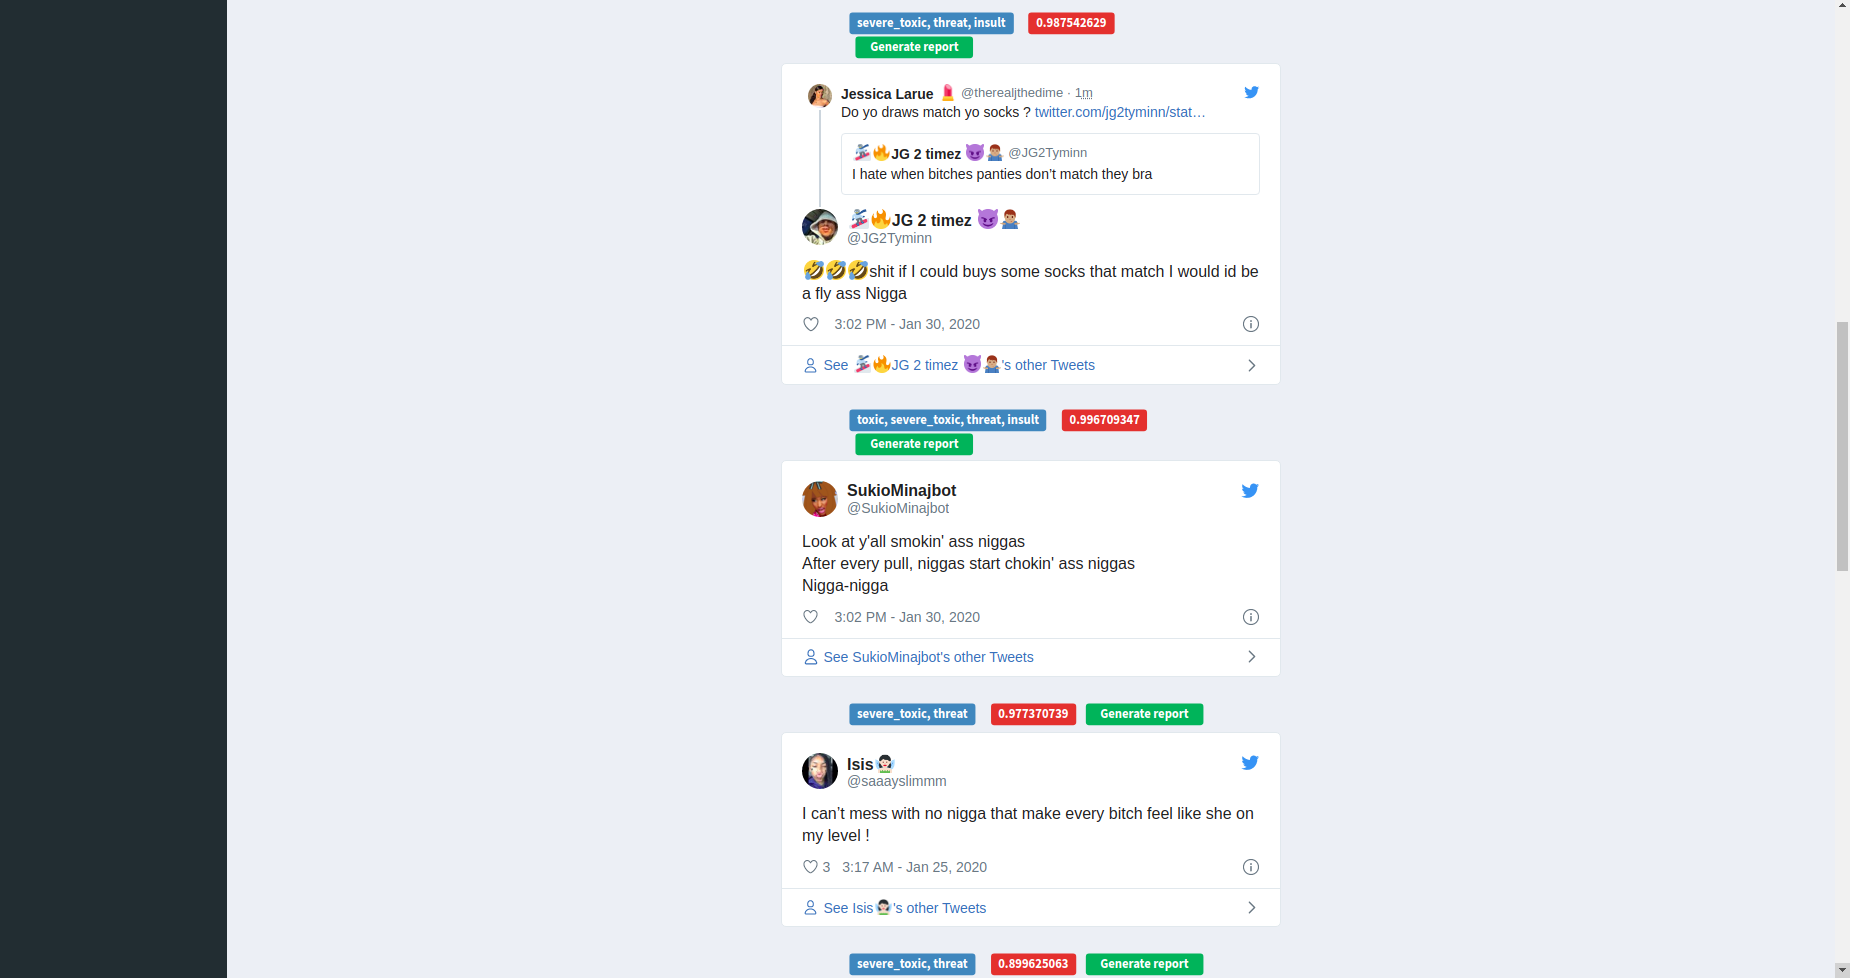 severe_toxic, threat, insult 0.987542629
Generate report
Jessica Larue 💄 @therealjthedime · 1m
Do yo draws match yo socks ? twitter.com/jg2tyminn/stat…
🏂🔥JG 2 timez 😈🤷🏽‍♂️ @JG2Tyminn
I hate when bitches panties don’t match they bra
🏂🔥JG 2 timez 😈🤷🏽‍♂️
@JG2Tyminn
🤣🤣🤣shit if I could buys some socks that match I would id be
a fly ass Nigga
3:02 PM - Jan 30, 2020
See 🏂🔥JG 2 timez 😈🤷🏽‍♂️'s other Tweets
toxic, severe_toxic, threat, insult 0.996709347
Generate report
SukioMinajbot
@SukioMinajbot
Look at y'all smokin' ass niggas
After every pull, niggas start chokin' ass niggas
Nigga-nigga
3:02 PM - Jan 30, 2020
See SukioMinajbot's other Tweets
severe_toxic, threat 0.977370739 Generate report
Isis
@saaayslimmm
I can’t mess with no nigga that make every bitch feel like she on
my level !
3 3:17 AM - Jan 25, 2020
See Isis's other Tweets
severe_toxic, threat 0.899625063 Generate report